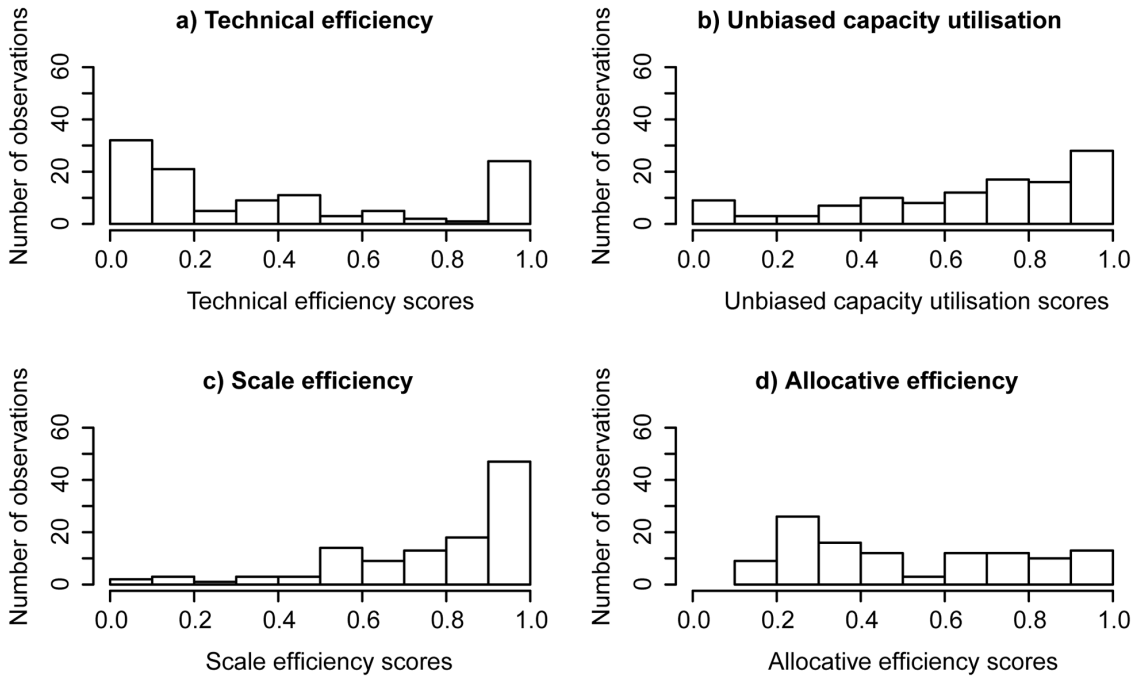 a) Technical efficiency
Number of observations
60
40
20
0
0.0 0.2 0.4 0.6 0.8 1.0
Technical efficiency scores
b) Unbiased capacity utilisation
Number of observations
60
40
20
0
0.0 0.2 0.4 0.6 0.8 1.0
Unbiased capacity utilisation scores
c) Scale efficiency
Number of observations
60
40
20
0
0.0 0.2 0.4 0.6 0.8 1.0
Scale efficiency scores
d) Allocative efficiency
Number of observations
60
40
20
0
0.0 0.2 0.4 0.6 0.8 1.0
Allocative efficiency scores